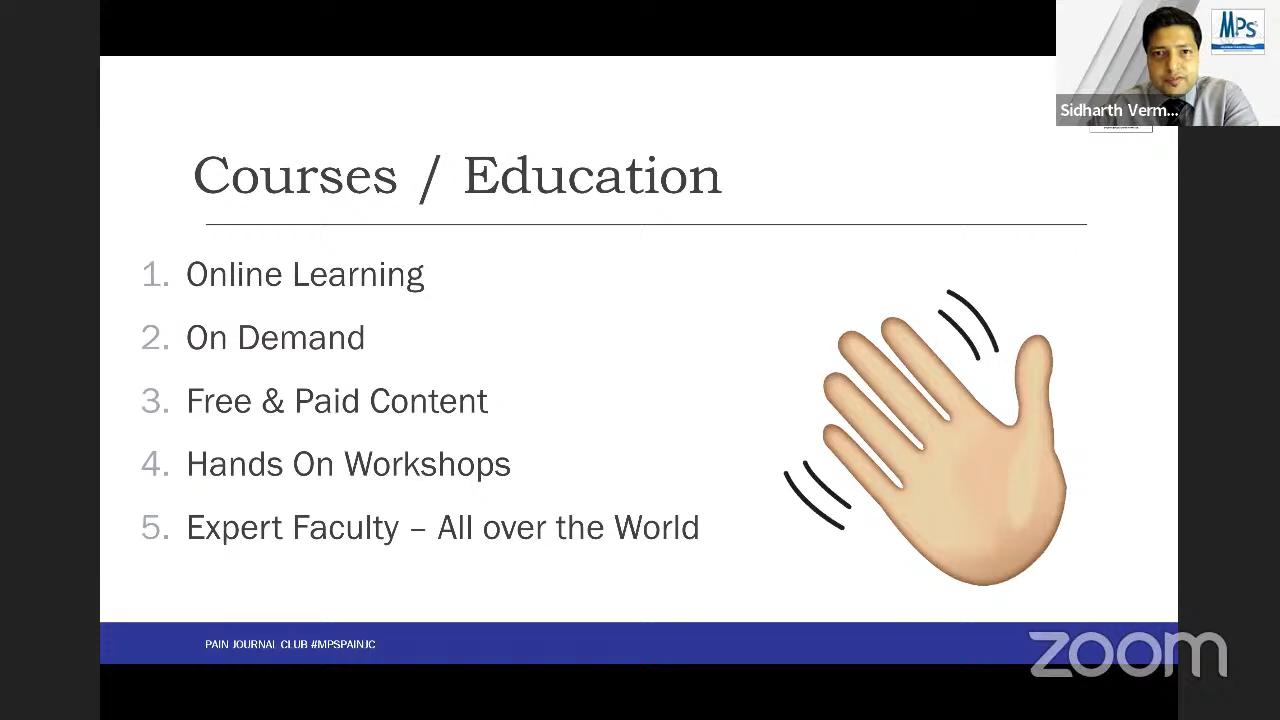 MPS
Sidharth Verm...
Courses / Education
1. Online Learning
2. On Demand
3. Free & Paid Content
4. Hands On Workshops
5. Expert Faculty – All over the World
PAIN JOURNAL CLUB #MPSPAINJC
zoom